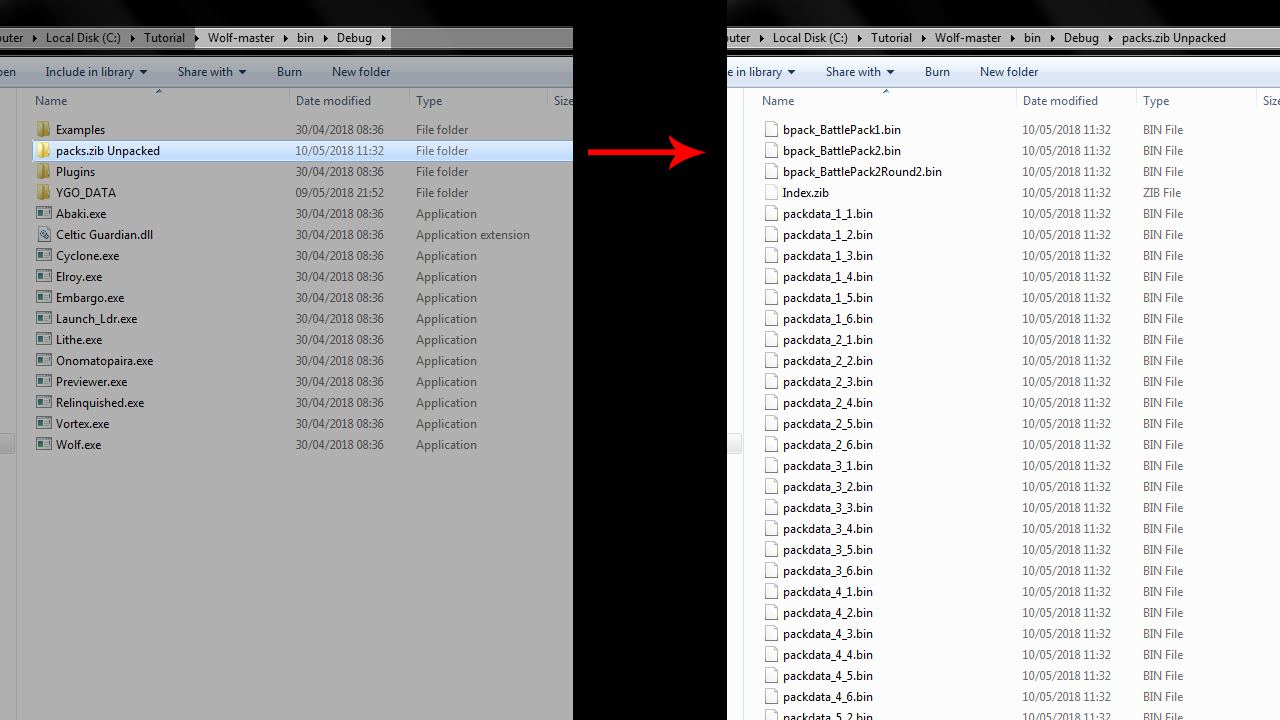 uter ▸ Local Disk (C:) ▸ Tutorial ▸ Wolf-master ▸ bin ▸ Debug ▸
pen Include in library Share with Burn New folder
Name Date modified Type Size
Examples 30/04/2018 08:36 File folder
packs.zib Unpacked 10/05/2018 11:32 File folder
Plugins 30/04/2018 08:36 File folder
YGO_DATA 09/05/2018 21:52 File folder
Abaki.exe 30/04/2018 08:36 Application
Celtic Guardian.dll 30/04/2018 08:36 Application extension
Cyclone.exe 30/04/2018 08:36 Application
Elroy.exe 30/04/2018 08:36 Application
Embargo.exe 30/04/2018 08:36 Application
Launch_Ldr.exe 30/04/2018 08:36 Application
Lithe.exe 30/04/2018 08:36 Application
Onomatopaira.exe 30/04/2018 08:36 Application
Previewer.exe 30/04/2018 08:36 Application
Relinquished.exe 30/04/2018 08:36 Application
Vortex.exe 30/04/2018 08:36 Application
Wolf.exe 30/04/2018 08:36 Application
uter ▸ Local Disk (C:) ▸ Tutorial ▸ Wolf-master ▸ bin ▸ Debug ▸ packs.zib Unpacked
e in library Share with Burn New folder
Name Date modified Type Size
bpack_BattlePack1.bin 10/05/2018 11:32 BIN File
bpack_BattlePack2.bin 10/05/2018 11:32 BIN File
bpack_BattlePack2Round2.bin 10/05/2018 11:32 BIN File
Index.zib 10/05/2018 11:32 ZIB File
packdata_1_1.bin 10/05/2018 11:32 BIN File
packdata_1_2.bin 10/05/2018 11:32 BIN File
packdata_1_3.bin 10/05/2018 11:32 BIN File
packdata_1_4.bin 10/05/2018 11:32 BIN File
packdata_1_5.bin 10/05/2018 11:32 BIN File
packdata_1_6.bin 10/05/2018 11:32 BIN File
packdata_2_1.bin 10/05/2018 11:32 BIN File
packdata_2_2.bin 10/05/2018 11:32 BIN File
packdata_2_3.bin 10/05/2018 11:32 BIN File
packdata_2_4.bin 10/05/2018 11:32 BIN File
packdata_2_5.bin 10/05/2018 11:32 BIN File
packdata_2_6.bin 10/05/2018 11:32 BIN File
packdata_3_1.bin 10/05/2018 11:32 BIN File
packdata_3_2.bin 10/05/2018 11:32 BIN File
packdata_3_3.bin 10/05/2018 11:32 BIN File
packdata_3_4.bin 10/05/2018 11:32 BIN File
packdata_3_5.bin 10/05/2018 11:32 BIN File
packdata_3_6.bin 10/05/2018 11:32 BIN File
packdata_4_1.bin 10/05/2018 11:32 BIN File
packdata_4_2.bin 10/05/2018 11:32 BIN File
packdata_4_3.bin 10/05/2018 11:32 BIN File
packdata_4_4.bin 10/05/2018 11:32 BIN File
packdata_4_5.bin 10/05/2018 11:32 BIN File
packdata_4_6.bin 10/05/2018 11:32 BIN File
packdata_5_2.bin 10/05/2018 11:32 BIN File